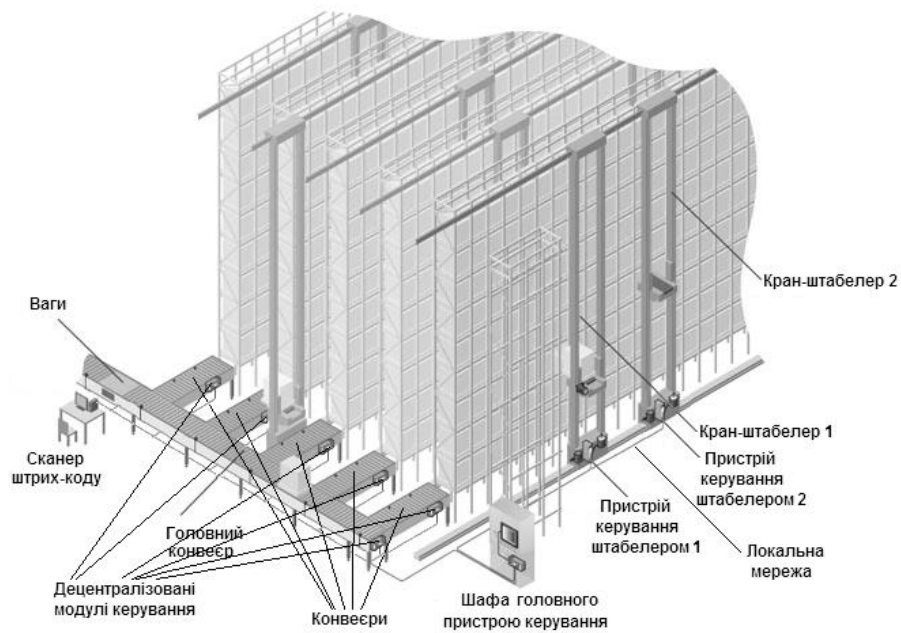 Кран-штабелер 2
Ваги
Кран-штабелер 1
Сканер
штрих-коду
Пристрій
керування
штабелером 2
Пристрій
керування
штабелером 1
Головний
конвеєр
Локальна
мережа
Децентралізовані
модулі керування
Конвеєри
Шафа головного
пристрою керування